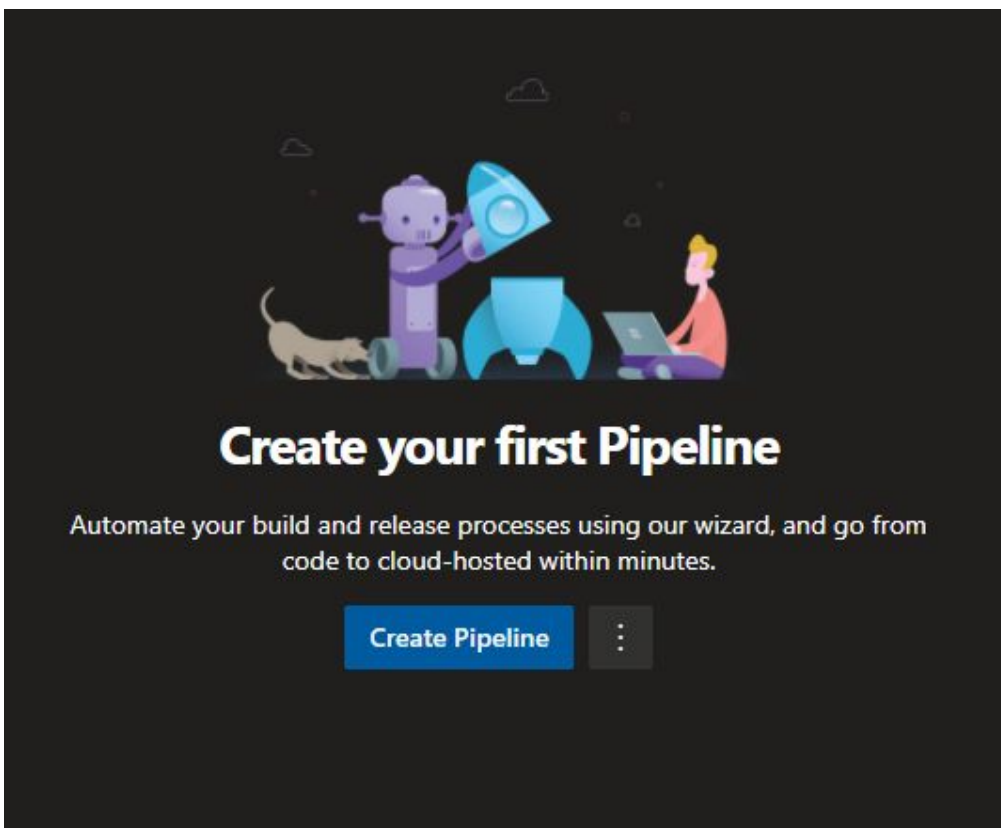 Create your first Pipeline
Automate your build and release processes using our wizard, and go from
code to cloud-hosted within minutes.
Create Pipeline